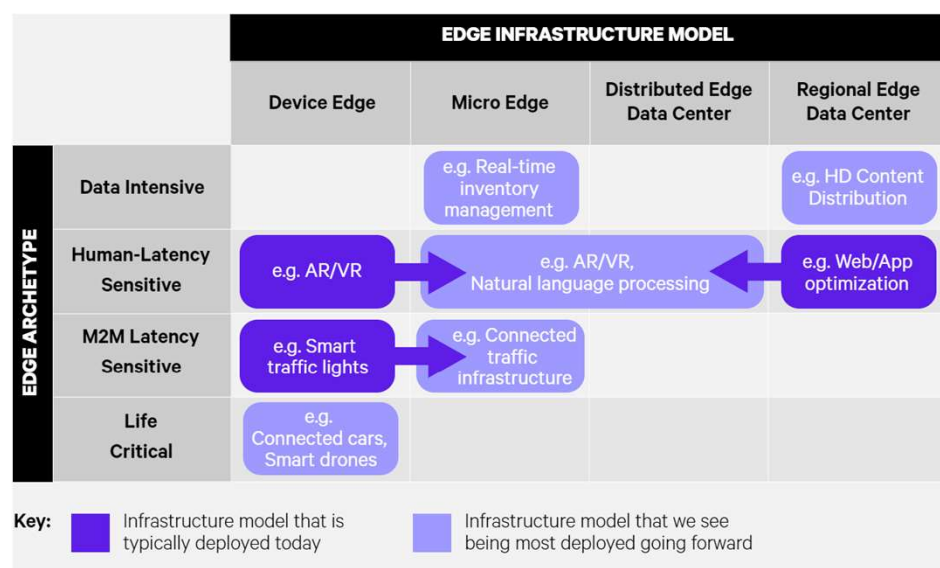 EDGE INFRASTRUCTURE MODEL
Device Edge
Micro Edge
Distributed Edge
Data Center
Regional Edge
Data Center
EDGE ARCHETYPE
Data Intensive
e.g. Real-time
inventory
management
e.g. HD Content
Distribution
Human-Latency
Sensitive
e.g. AR/VR
e.g. AR/VR,
Natural language processing
e.g. Web/App
optimization
M2M Latency
Sensitive
e.g. Smart
traffic lights
e.g. Connected
traffic
infrastructure
Life
Critical
e.g.
Connected cars,
Smart drones
Key:
Infrastructure model that is
typically deployed today
Infrastructure model that we see
being most deployed going forward